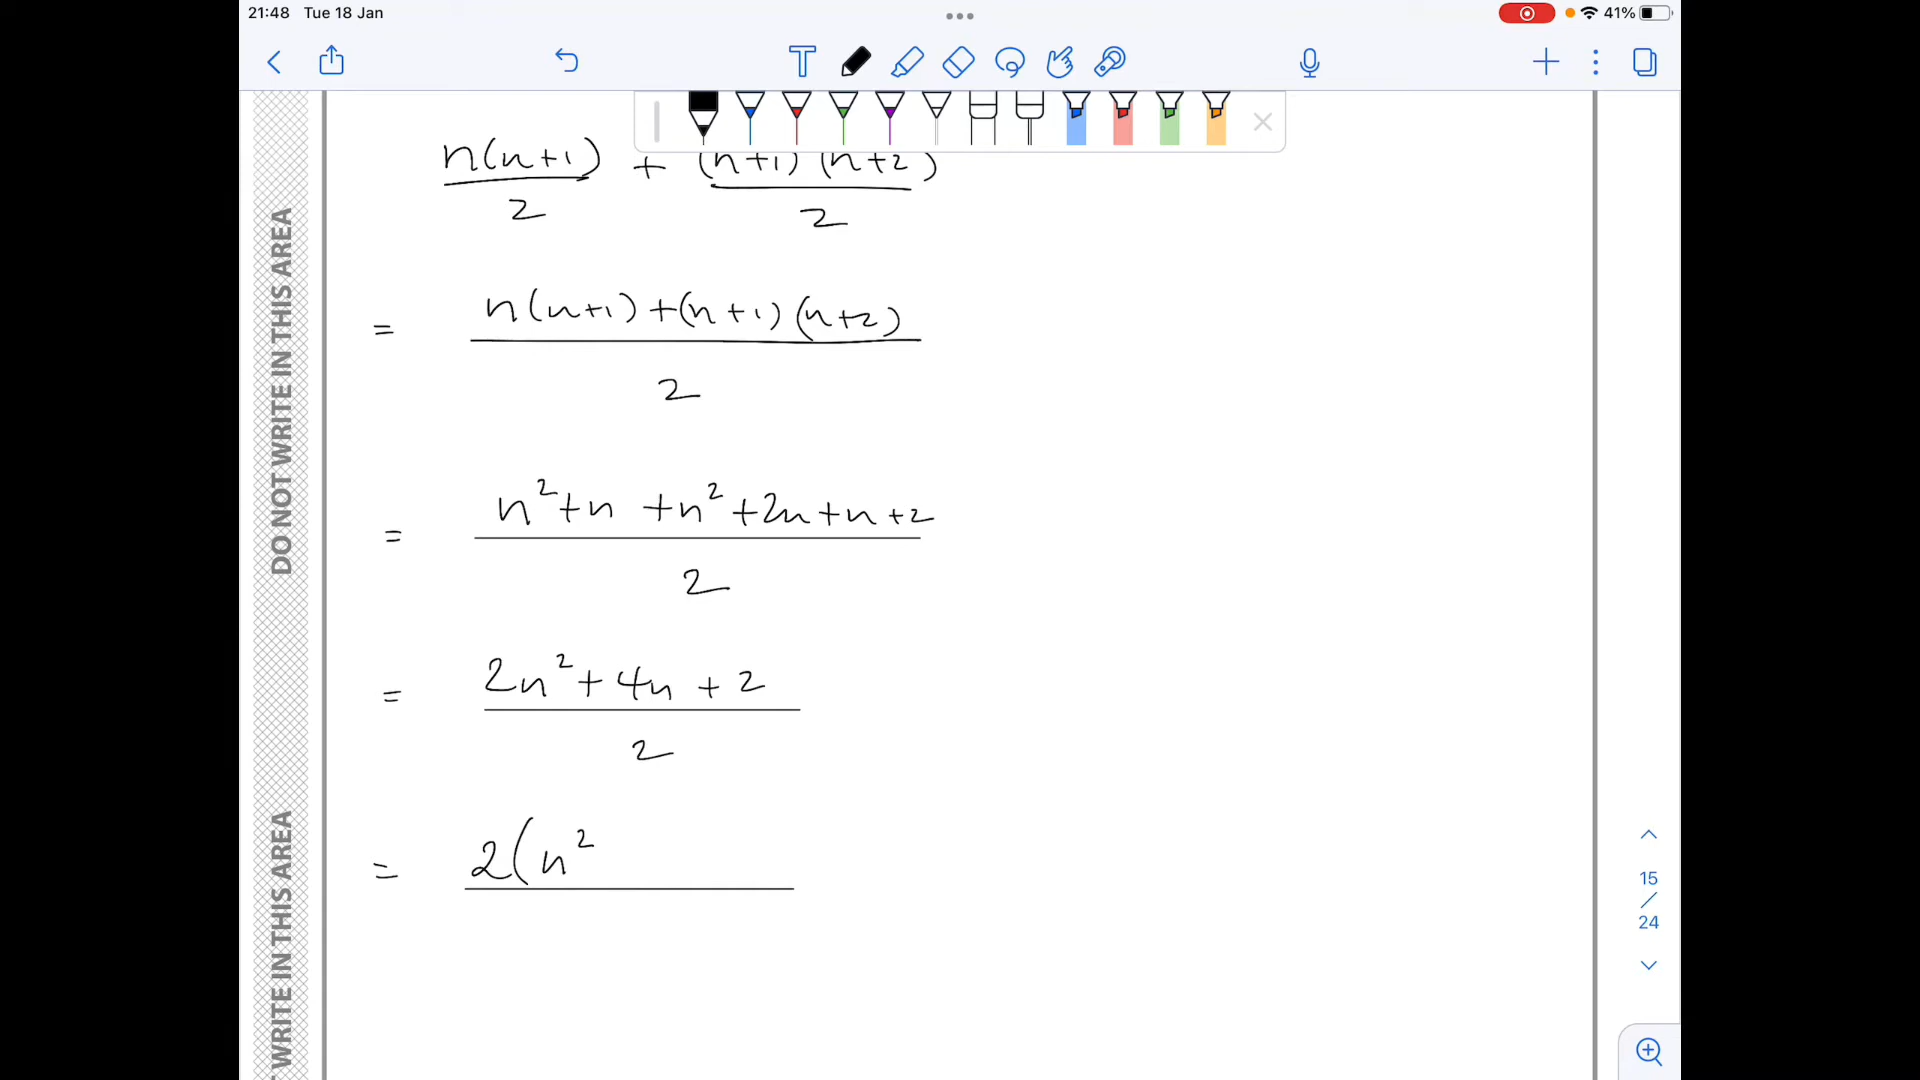 21:48 Tue 18 Jan 41%
T
n(n+1) + (n+1)(n+2)
2 2
= n(n+1)+(n+1)(n+2)
2
= n²+n +n²+2n+n+2
2
= 2n²+4n+2
2
= 2(n²
DO NOT WRITE IN THIS AREA
WRITE IN THIS AREA
15
/
24